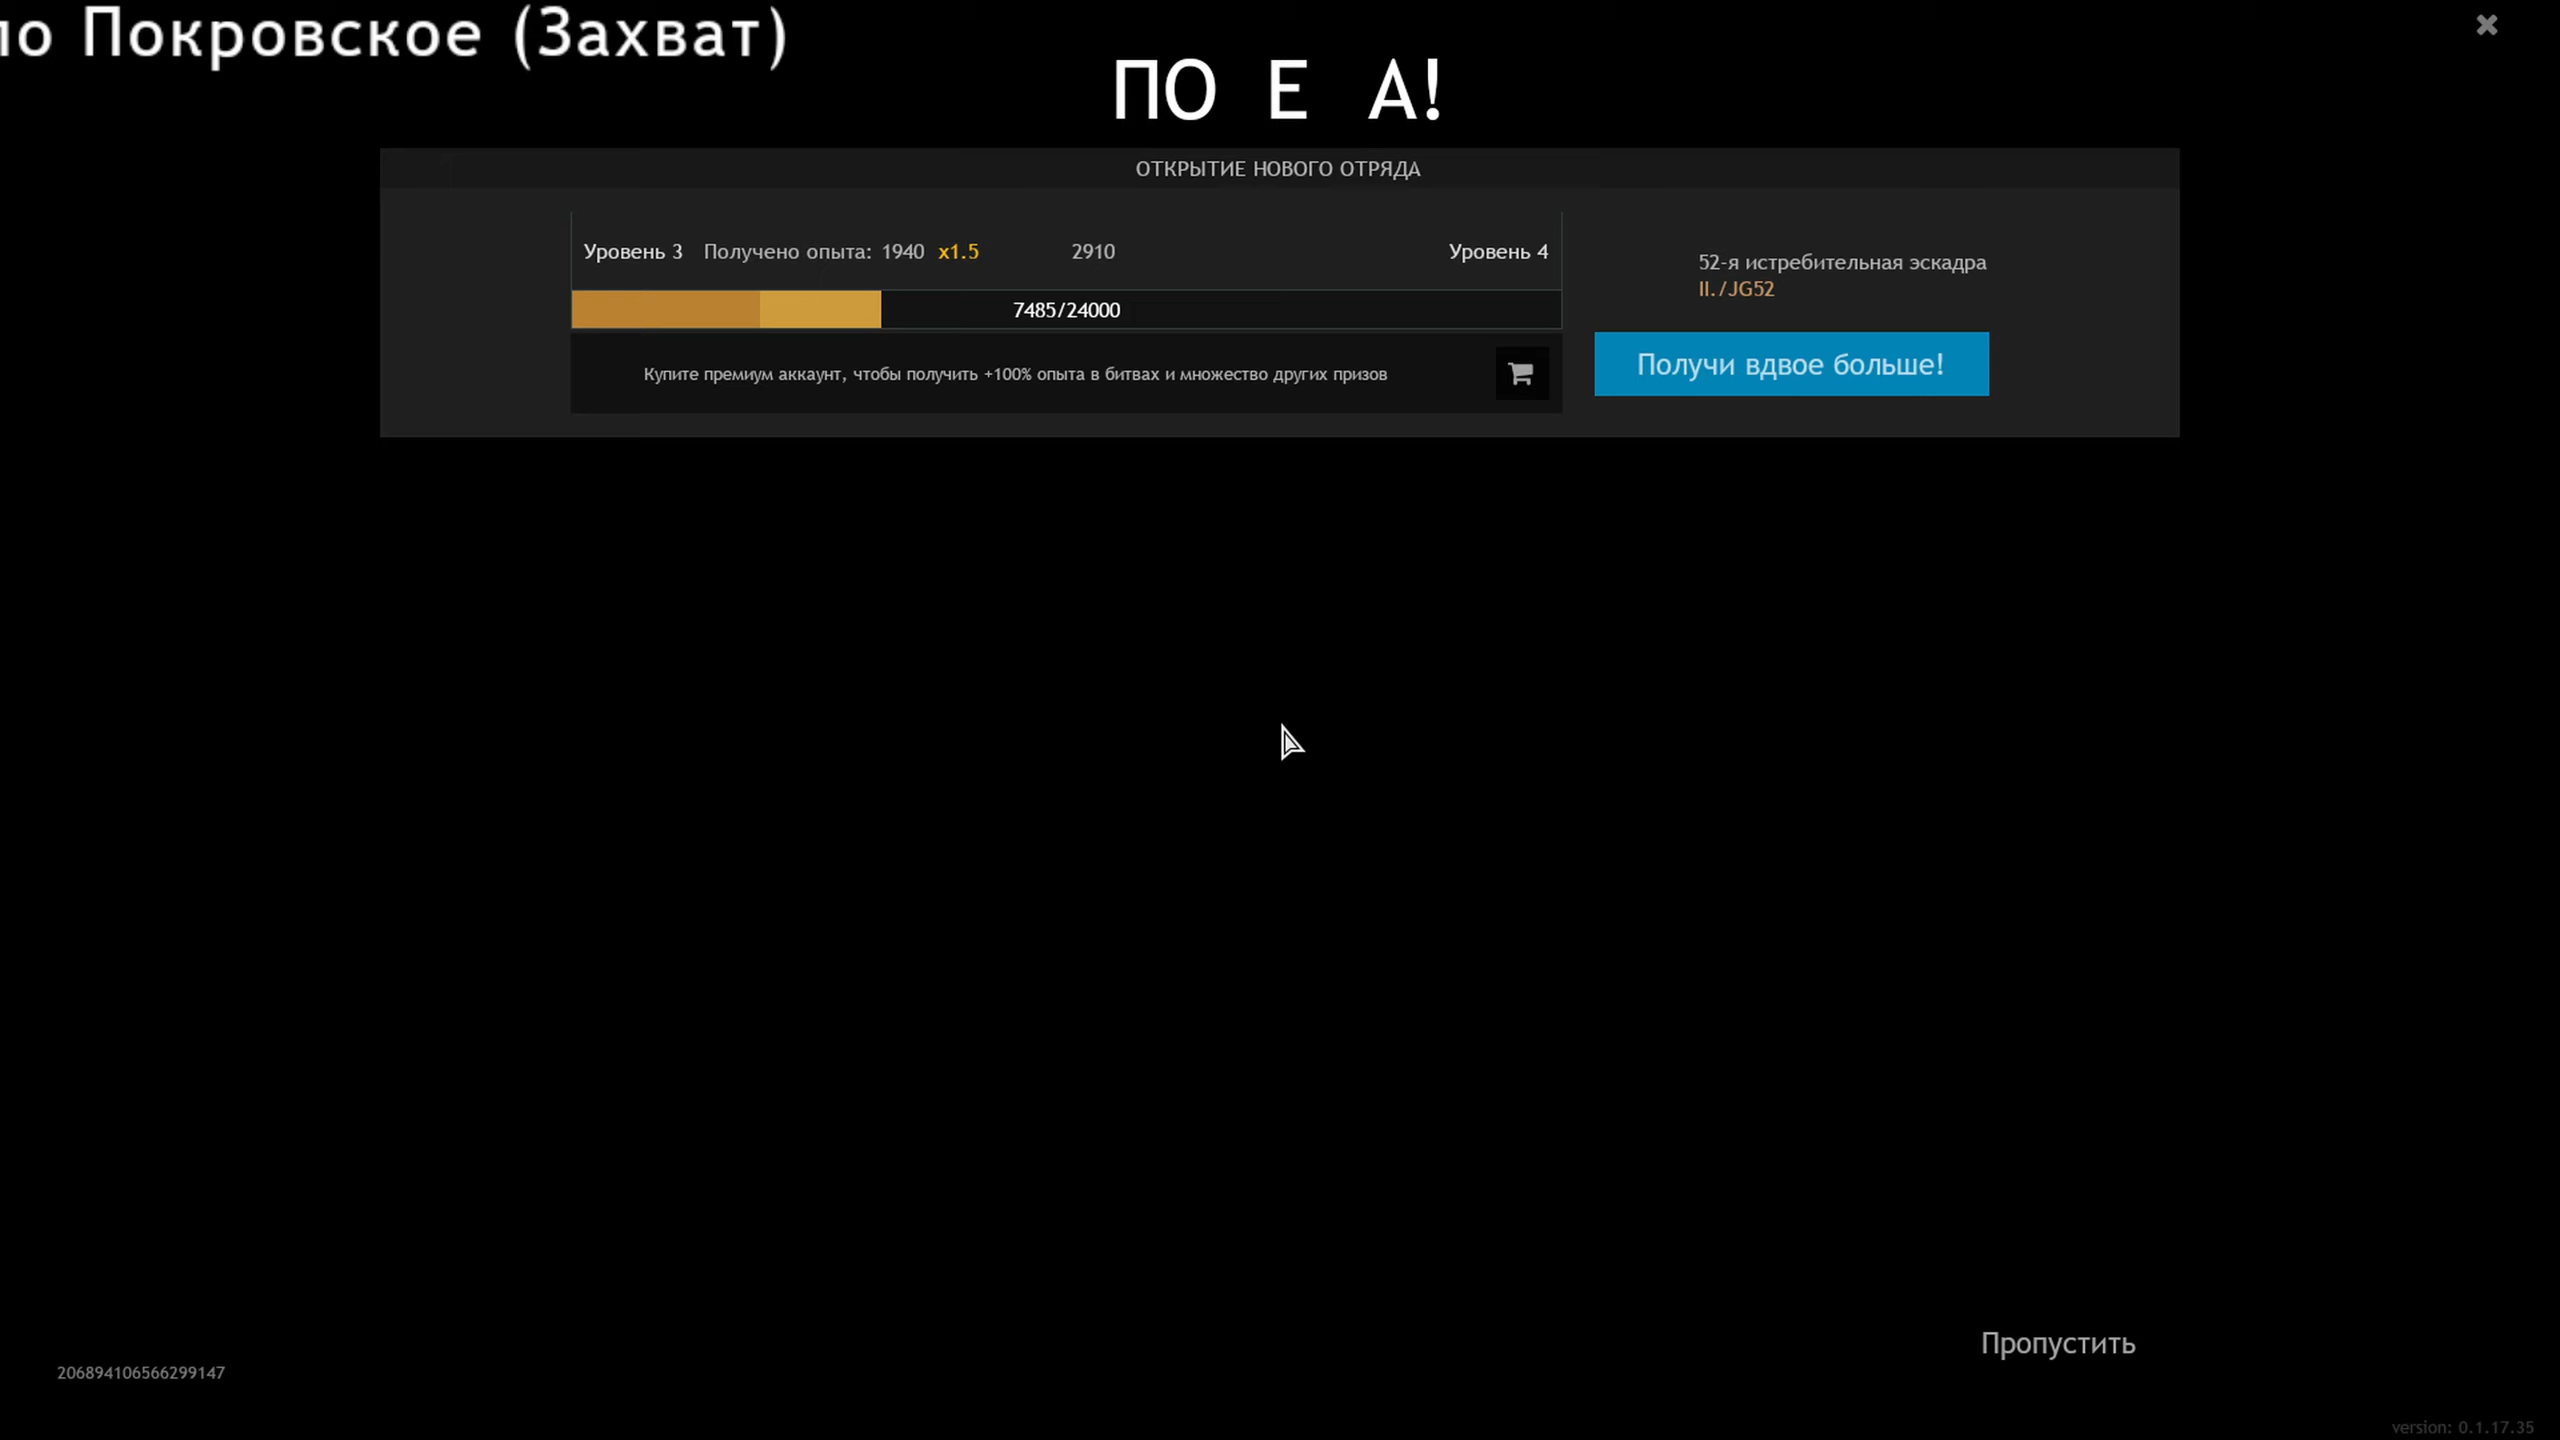 Покровское (Захват)
ПО Е А!
ОТКРЫТИЕ НОВОГО ОТРЯДА
Уровень 3 Получено опыта: 1940 x1.5 2910 Уровень 4
7485/24000
52-я истребительная эскадра
II./JG52
Купите премиум аккаунт, чтобы получить +100% опыта в битвах и множество других призов
Получи вдвое больше!
Пропустить
206894106566299147
version: 0.1.17.35